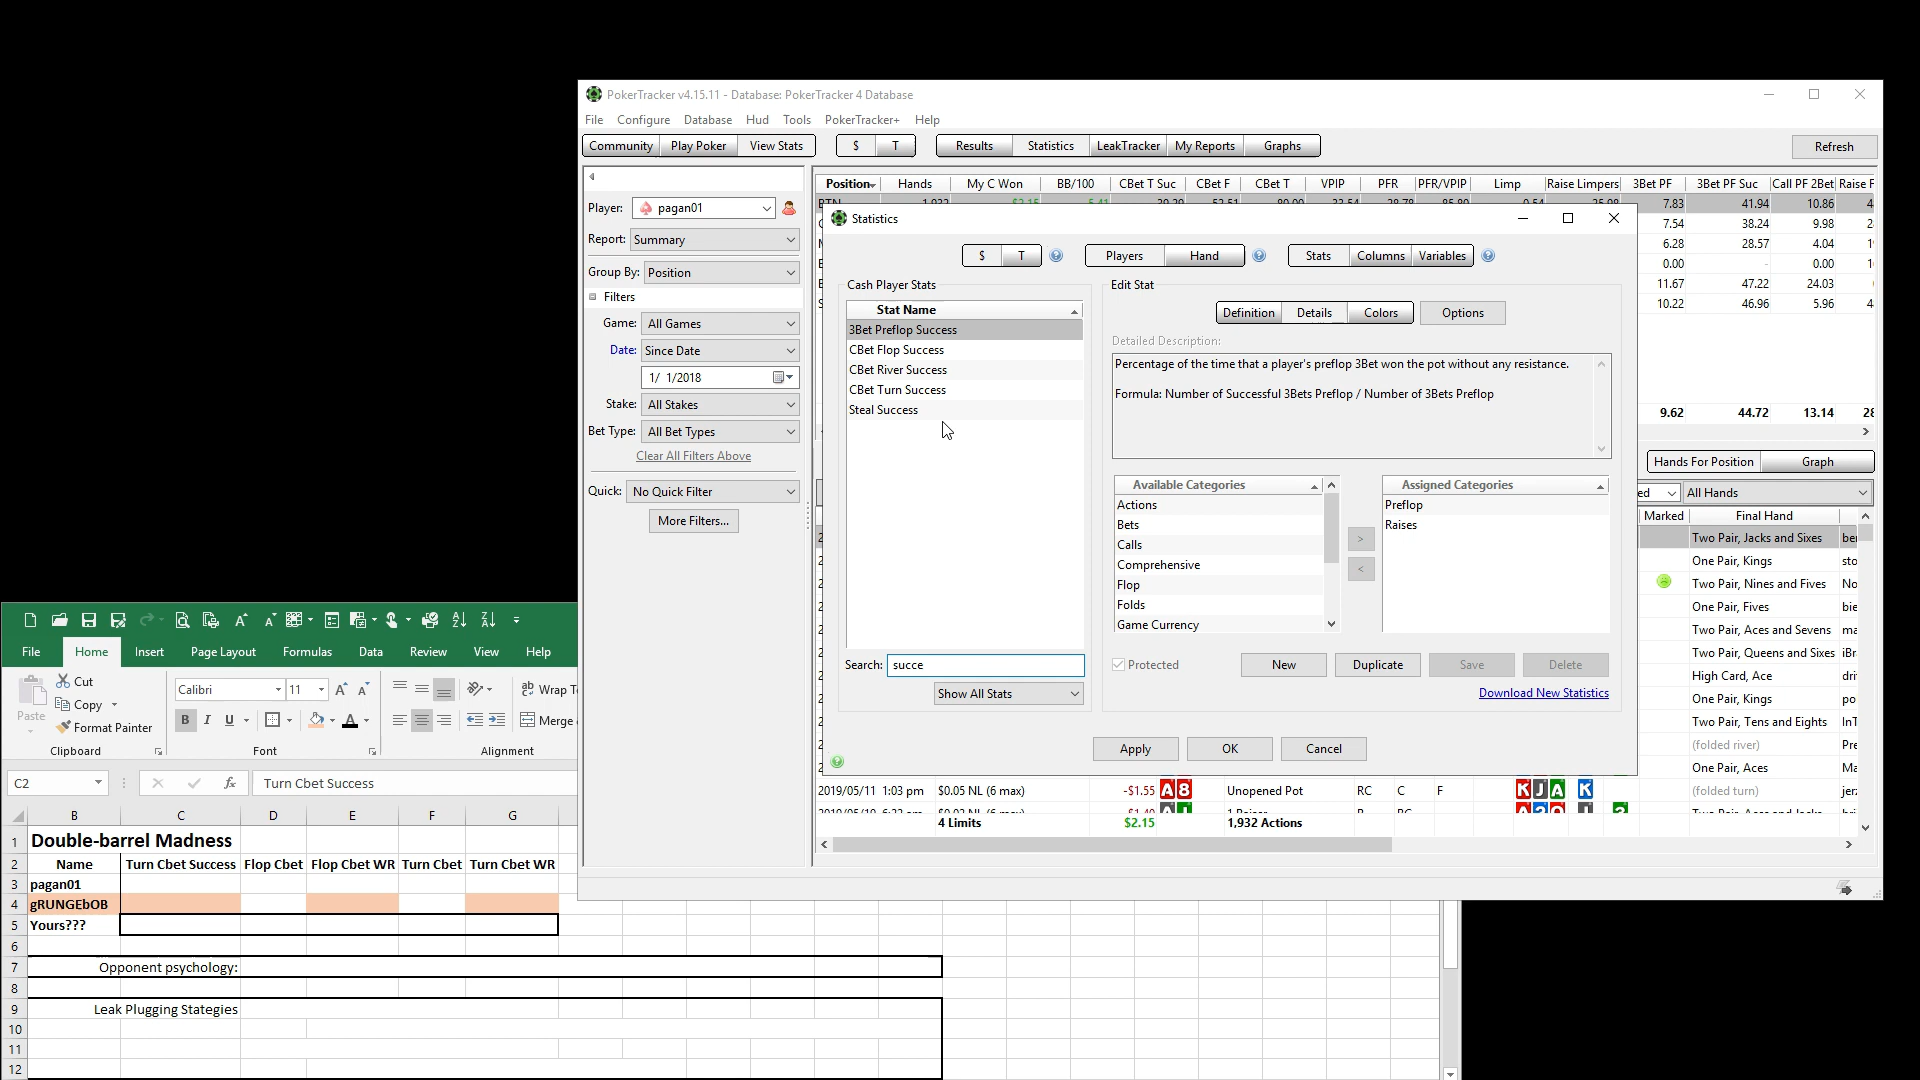 PokerTracker v4.15.11 - Database: PokerTracker 4 Database
File Configure Database Hud Tools PokerTracker+ Help
Community Play Poker View Stats $ T Results Statistics LeakTracker My Reports Graphs Refresh
Player: pagan01
Report: Summary
Group By: Position
Filters
Game: All Games
Date: Since Date
1/ 1/2018
Stake: All Stakes
Bet Type: All Bet Types
Clear All Filters Above
Quick: No Quick Filter
More Filters...
Position Hands My C Won BB/100 CBet T Suc CBet F CBet T VPIP PFR PFR/VPIP Limp Raise Limpers 3Bet PF 3Bet PF Suc Call PF 2Bet Raise F
7.83 41.94 10.86
7.54 38.24 9.98
6.28 28.57 4.04
0.00 - 0.00
11.67 47.22 24.03
10.22 46.96 5.96
9.62 44.72 13.14
Statistics
$ T Players Hand Stats Columns Variables
Cash Player Stats
Stat Name
3Bet Preflop Success
CBet Flop Success
CBet River Success
CBet Turn Success
Steal Success
Search: succe
Show All Stats
Edit Stat
Definition Details Colors Options
Detailed Description:
Percentage of the time that a player's preflop 3Bet won the pot without any resistance.
Formula: Number of Successful 3Bets Preflop / Number of 3Bets Preflop
Available Categories
Actions
Bets
Calls
Comprehensive
Flop
Folds
Game Currency
>
<
Assigned Categories
Preflop
Raises
Protected New Duplicate Save Delete
Download New Statistics
Apply OK Cancel
Hands For Position Graph
ed All Hands
Marked Final Hand
Two Pair, Jacks and Sixes
One Pair, Kings
Two Pair, Nines and Fives
One Pair, Fives
Two Pair, Aces and Sevens
Two Pair, Queens and Sixes
High Card, Ace
One Pair, Kings
Two Pair, Tens and Eights
(folded river)
One Pair, Aces
2019/05/11 1:03 pm $0.05 NL (6 max) -$1.55 A 8 Unopened Pot RC C F K J A K (folded turn)
4 Limits $2.15 1,932 Actions
File Home Insert Page Layout Formulas Data Review View Help
Paste
Cut
Copy
Format Painter
Clipboard
Calibri 11
B I U
Font
Wrap T
Merge
Alignment
C2 fx Turn Cbet Success
B C D E F G
1 Double-barrel Madness
2 Name Turn Cbet Success Flop Cbet Flop Cbet WR Turn Cbet Turn Cbet WR
3 pagan01
4 gRUNGEbOB
5 Yours???
6
7 Opponent psychology:
8
9 Leak Plugging Stategies
10
11
12